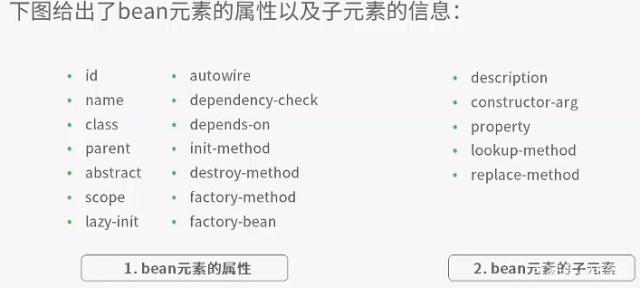 下图给出了bean元素的属性以及子元素的信息：
• id
• name
• class
• parent
• abstract
• scope
• lazy-init
• autowire
• dependency-check
• depends-on
• init-method
• destroy-method
• factory-method
• factory-bean
1. bean元素的属性
• description
• constructor-arg
• property
• lookup-method
• replace-method
2. bean元素的子元素